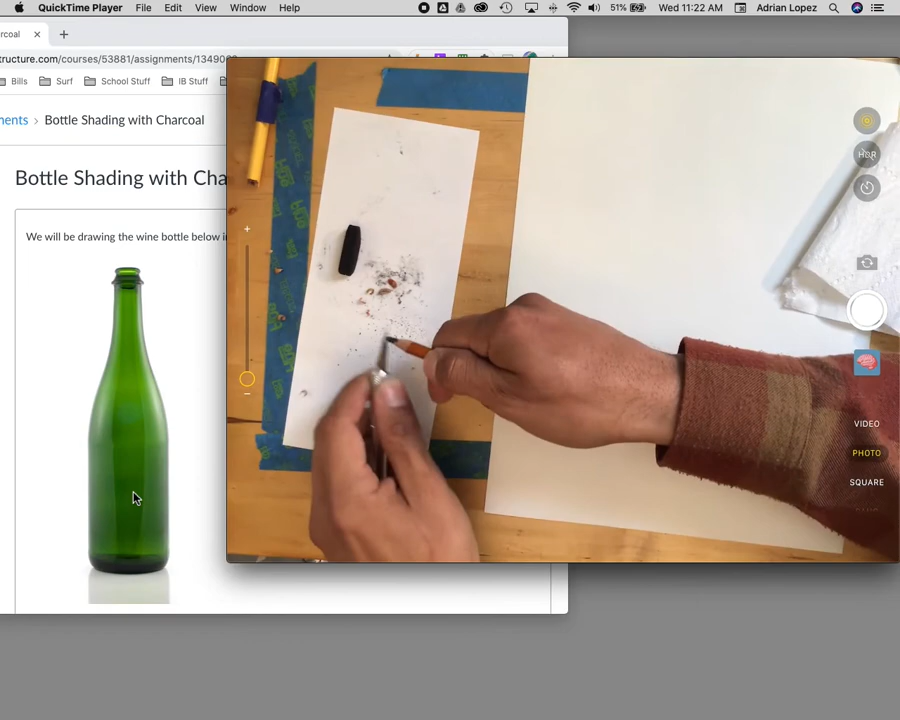 QuickTime Player File Edit View Window Help 51% Wed 11:22 AM Adrian Lopez
rcoal
tructure.com/courses/53881/assignments/1349
Bills Surf School Stuff IB Stuff
ments › Bottle Shading with Charcoal
Bottle Shading with Cha
We will be drawing the wine bottle below i
HDR
+
−
VIDEO
PHOTO
SQUARE